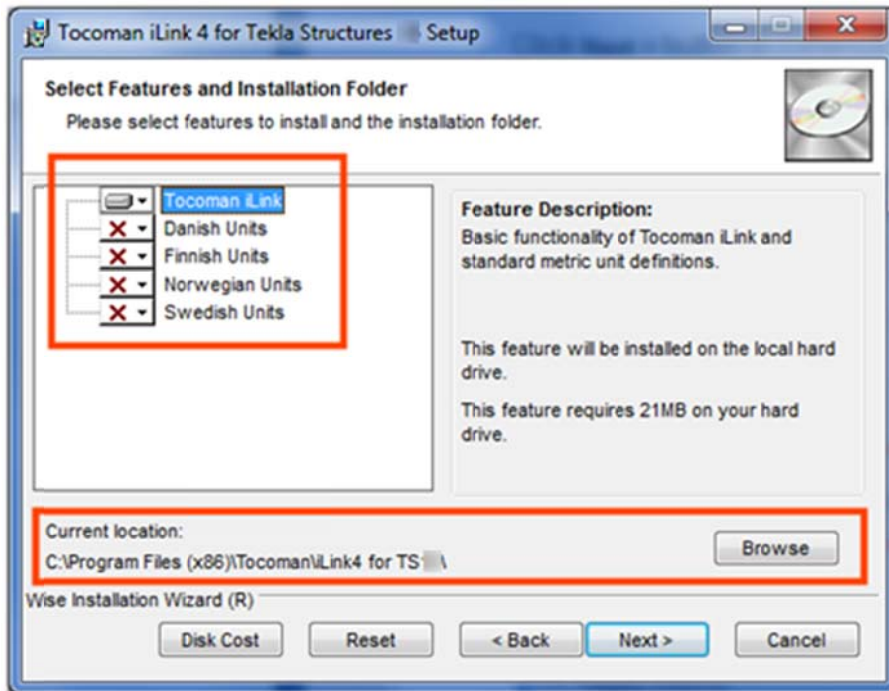 Tocoman iLink 4 for Tekla Structures Setup
Select Features and Installation Folder
Please select features to install and the installation folder.
Tocoman iLink
Danish Units
Finnish Units
Norwegian Units
Swedish Units
Feature Description:
Basic functionality of Tocoman iLink and
standard metric unit definitions.
This feature will be installed on the local hard
drive.
This feature requires 21MB on your hard
drive.
Current location:
C:\Program Files (x86)\Tocoman\iLink4 for TS \
Browse
Wise Installation Wizard (R)
Disk Cost Reset < Back Next > Cancel